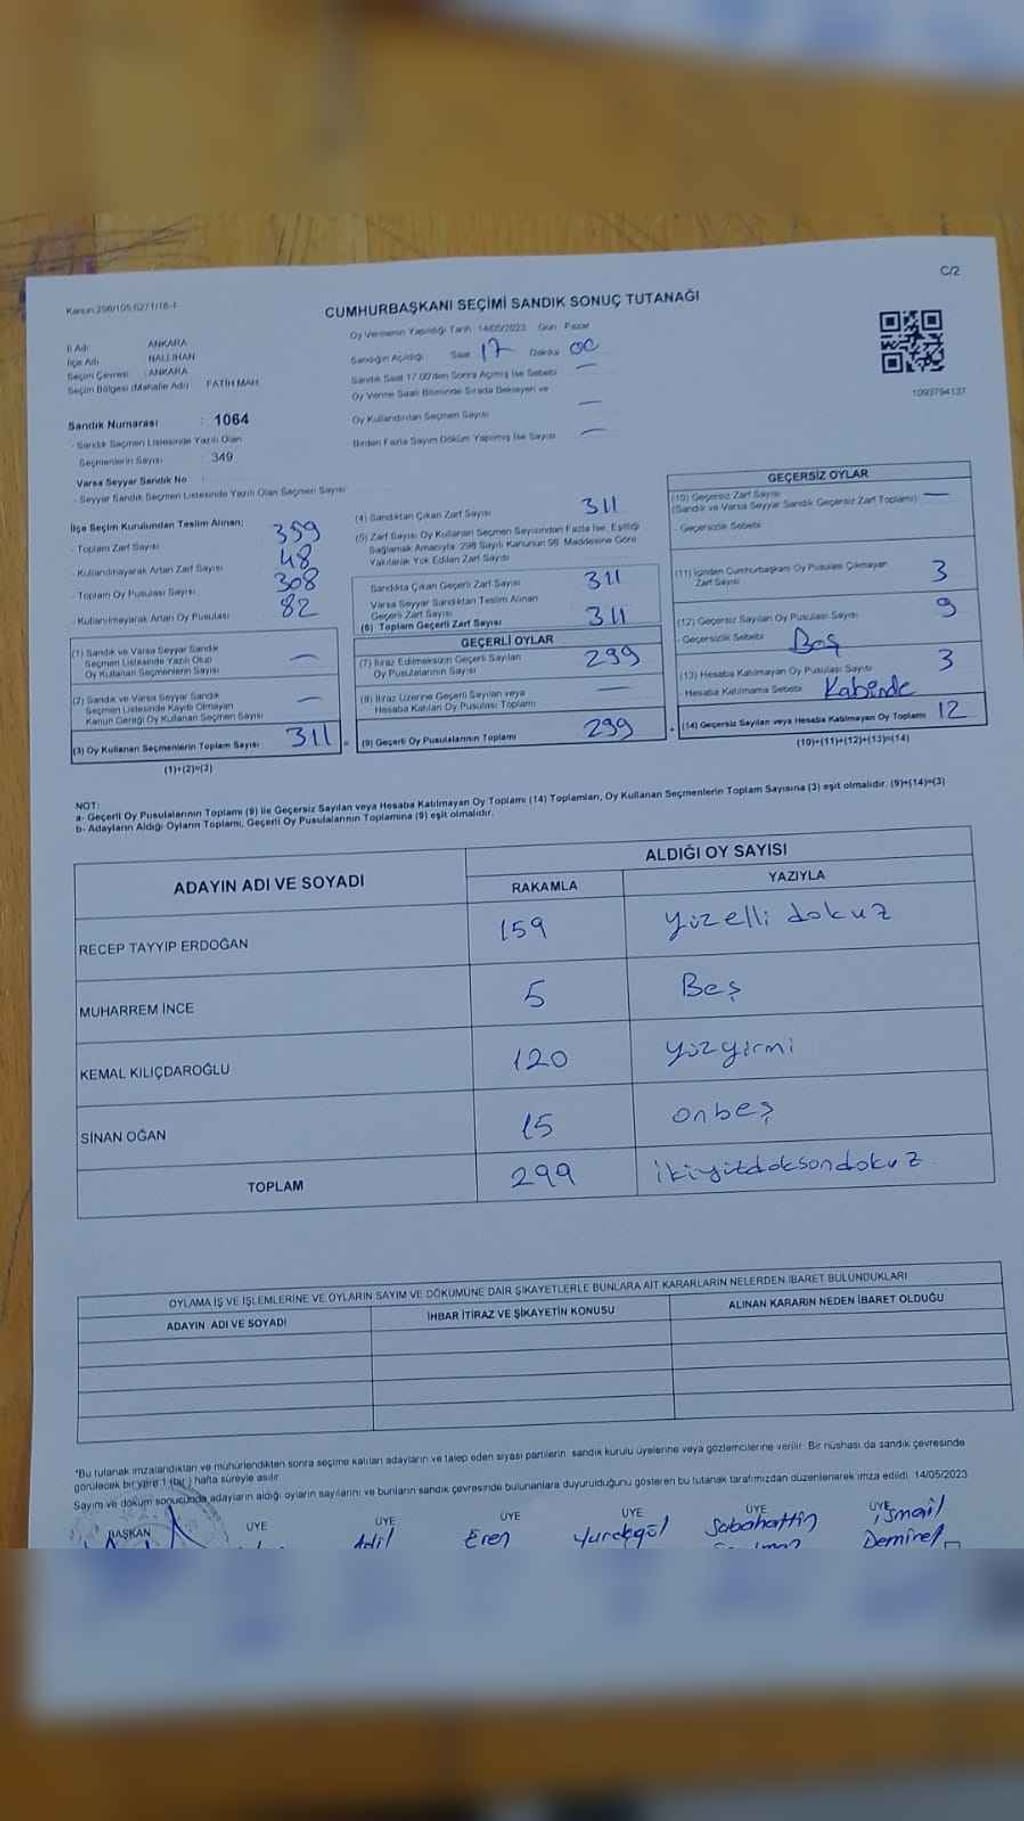 C/2
CUMHURBAŞKANI SEÇİMİ SANDIK SONUÇ TUTANAĞI
Oy Vermenin Yapıldığı Tarih : 14/05/2023 Gün : Pazar
İl Adı : ANKARA
İlçe Adı : NALLIHAN
Seçim Çevresi : ANKARA
Seçim Bölgesi (Mahalle Adı) : FATİH MAH.
Sandık Numarası : 1064
- Sandık Seçmen Listesinde Yazılı Olan
Seçmenlerin Sayısı : 349
Varsa Seyyar Sandık No :
- Seyyar Sandık Seçmen Listesinde Yazılı Olan Seçmen Sayısı
Sandığın Açıldığı : Saat 17 Dakika 00
Sandık Saat 17.00'den Sonra Açılmış İse Sebebi —
Oy Verme Saati Bitiminde Sırada Bekleyen ve
Oy Kullandırılan Seçmen Sayısı —
Birden Fazla Sayım Döküm Yapılmış İse Sayısı —
1093754137
İlçe Seçim Kurulundan Teslim Alınan;
- Toplam Zarf Sayısı 359
- Kullanılmayarak Artan Zarf Sayısı 48
- Toplam Oy Pusulası Sayısı 308
- Kullanılmayarak Artan Oy Pusulası 82
(1) Sandık ve Varsa Seyyar Sandık
Seçmen Listesinde Yazılı Olup
Oy Kullanan Seçmenlerin Sayısı —
(2) Sandık ve Varsa Seyyar Sandık
Seçmen Listesinde Kayıtlı Olmayan
Kanun Gereği Oy Kullanan Seçmen Sayısı —
(3) Oy Kullanan Seçmenlerin Toplam Sayısı 311
(1)+(2)=(3)
(4) Sandıktan Çıkan Zarf Sayısı 311
(5) Zarf Sayısı Oy Kullanan Seçmen Sayısından Fazla İse, Eşitliği
Sağlamak Amacıyla 298 Sayılı Kanunun 98. Maddesine Göre
Yakılarak Yok Edilen Zarf Sayısı
Sandıkta Çıkan Geçerli Zarf Sayısı 311
Varsa Seyyar Sandıktan Teslim Alınan
Geçerli Zarf Sayısı
(6) Toplam Geçerli Zarf Sayısı 311
GEÇERLİ OYLAR
(7) İtiraz Edilmeksizin Geçerli Sayılan
Oy Pusulalarının Sayısı 299
(8) İtiraz Üzerine Geçerli Sayılan veya
Hesaba Katılan Oy Pusulası Toplamı —
(9) Geçerli Oy Pusulalarının Toplamı 299
GEÇERSİZ OYLAR
(10) Geçersiz Zarf Sayısı
(Sandık ve Varsa Seyyar Sandık Geçersiz Zarf Toplamı) —
- Geçersizlik Sebebi
(11) İçinden Cumhurbaşkanı Oy Pusulası Çıkmayan
Zarf Sayısı 3
(12) Geçersiz Sayılan Oy Pusulası Sayısı 9
- Geçersizlik Sebebi Boş
(13) Hesaba Katılmayan Oy Pusulası Sayısı 3
Hesaba Katılmama Sebebi Kabinde
(14) Geçersiz Sayılan veya Hesaba Katılmayan Oy Toplamı 12
(10)+(11)+(12)+(13)=(14)
NOT:
a- Geçerli Oy Pusulalarının Toplamı (9) ile Geçersiz Sayılan veya Hesaba Katılmayan Oy Toplamı (14) Toplamları, Oy Kullanan Seçmenlerin Toplam Sayısına (3) eşit olmalıdır. (9)+(14)=(3)
b- Adayların Aldığı Oyların Toplamı, Geçerli Oy Pusulalarının Toplamına (9) eşit olmalıdır.
ADAYIN ADI VE SOYADI ALDIĞI OY SAYISI
RAKAMLA YAZIYLA
RECEP TAYYIP ERDOĞAN 159 yüzelli dokuz
MUHARREM İNCE 5 Beş
KEMAL KILIÇDAROĞLU 120 yüzyirmi
SİNAN OĞAN 15 onbeş
TOPLAM 299 ikiyüzdoksondokuz
OYLAMA İŞ VE İŞLEMLERİNE VE OYLARIN SAYIM VE DÖKÜMÜNE DAİR ŞİKAYETLERLE BUNLARA AİT KARARLARIN NELERDEN İBARET BULUNDUKLARI
ADAYIN ADI VE SOYADI İHBAR İTİRAZ VE ŞİKAYETİN KONUSU ALINAN KARARIN NEDEN İBARET OLDUĞU
*Bu tutanak imzalandıktan ve mühürlendikten sonra seçime katılan adayların ve talep eden siyasi partilerin sandık kurulu üyelerine veya gözlemcilerine verilir. Bir nüshası da sandık çevresinde
görülecek bir yere 1 (bir) hafta süreyle asılır.
Sayım ve döküm sonucunda adayların aldığı oyların sayılarını ve bunların sandık çevresinde bulunanlara duyurulduğunu gösteren bu tutanak tarafımızdan düzenlenerek imza edildi. 14/05/2023
BAŞKAN ÜYE ÜYE ÜYE ÜYE ÜYE ÜYE
Adil Eren Yurdagül Sabahattin İsmail
Demirel